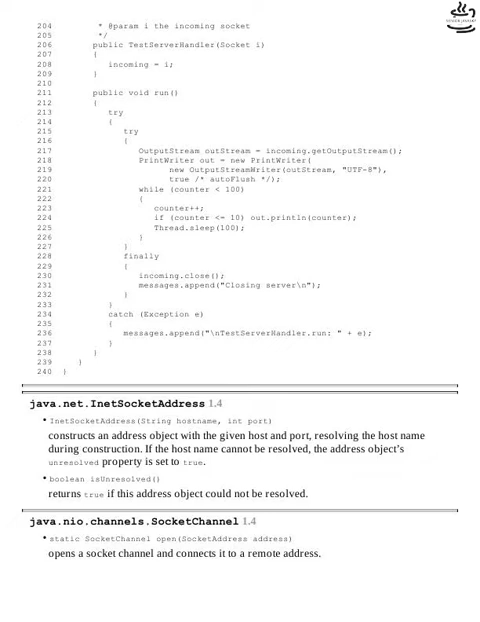 204 * @param i the incoming socket
205 */
206 public TestServerHandler(Socket i)
207 {
208 incoming = i;
209 }
210
211 public void run()
212 {
213 try
214 {
215 try
216 {
217 OutputStream outStream = incoming.getOutputStream();
218 PrintWriter out = new PrintWriter(
219 new OutputStreamWriter(outStream, "UTF-8"),
220 true /* autoFlush */);
221 while (counter < 100)
222 {
223 counter++;
224 if (counter <= 10) out.println(counter);
225 Thread.sleep(100);
226 }
227 }
228 finally
229 {
230 incoming.close();
231 messages.append("Closing server\n");
232 }
233 }
234 catch (Exception e)
235 {
236 messages.append("\nTestServerHandler.run: " + e);
237 }
238 }
239 }
240 }
java.net.InetSocketAddress 1.4
• InetSocketAddress(String hostname, int port)
constructs an address object with the given host and port, resolving the host name
during construction. If the host name cannot be resolved, the address object's
unresolved property is set to true.
• boolean isUnresolved()
returns true if this address object could not be resolved.
java.nio.channels.SocketChannel 1.4
• static SocketChannel open(SocketAddress address)
opens a socket channel and connects it to a remote address.